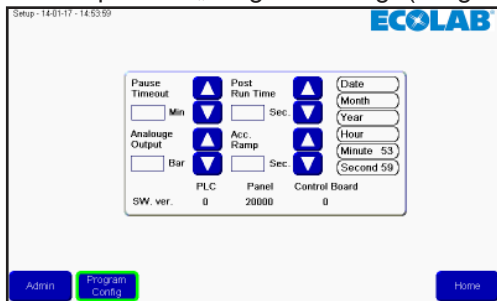 Setup - 14-01-17 - 14:53:59
ECOLAB®
Pause Timeout
Min
Post Run Time
Sec.
Analouge Output
Bar
Acc. Ramp
Sec.
Date
Month
Year
Hour
Minute 53
Second 59
PLC Panel Control Board
SW. ver. 0 20000 0
Admin
Program Config
Home